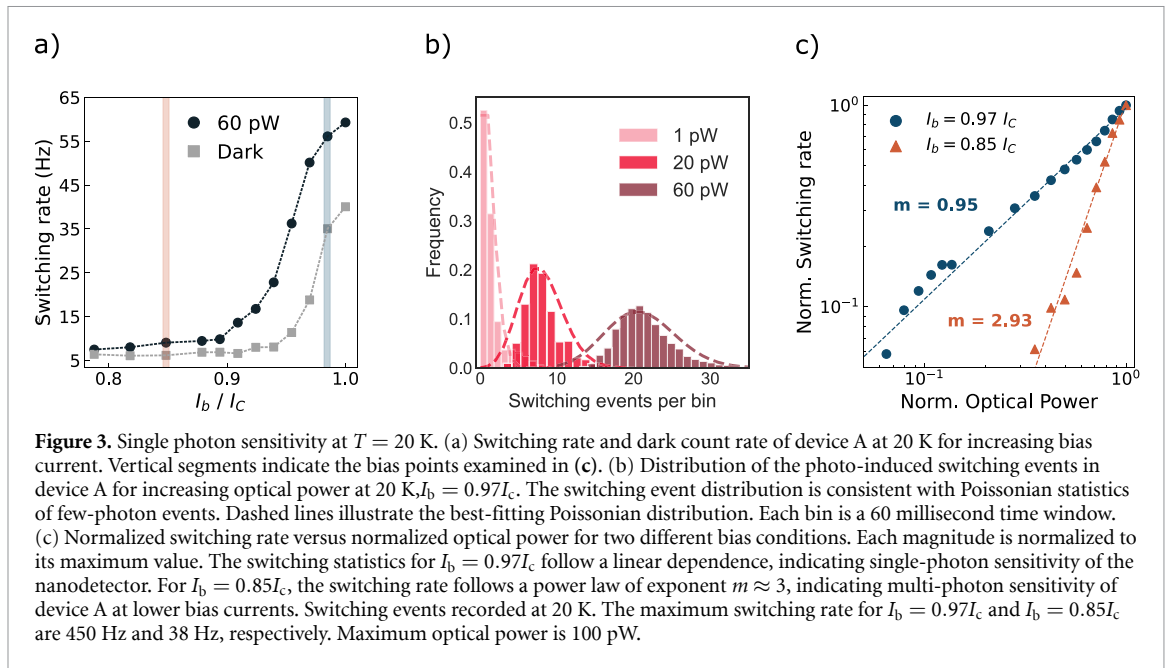 a)
b)
c)
65
55
45
35
25
15
5
Switching rate (Hz)
60 pW
Dark
0.8
0.9
1.0
I_b / I_C
0.5
0.4
0.3
0.2
0.1
0.0
Frequency
1 pW
20 pW
60 pW
0
10
20
30
Switching events per bin
10⁰
10⁻¹
Norm. Switching rate
I_b = 0.97 I_C
I_b = 0.85 I_C
m = 0.95
m = 2.93
10⁻¹
10⁰
Norm. Optical Power
Figure 3. Single photon sensitivity at T = 20 K. (a) Switching rate and dark count rate of device A at 20 K for increasing bias
current. Vertical segments indicate the bias points examined in (c). (b) Distribution of the photo-induced switching events in
device A for increasing optical power at 20 K,I_b = 0.97I_c. The switching event distribution is consistent with Poissonian statistics
of few-photon events. Dashed lines illustrate the best-fitting Poissonian distribution. Each bin is a 60 millisecond time window.
(c) Normalized switching rate versus normalized optical power for two different bias conditions. Each magnitude is normalized to
its maximum value. The switching statistics for I_b = 0.97I_c follow a linear dependence, indicating single-photon sensitivity of the
nanodetector. For I_b = 0.85I_c, the switching rate follows a power law of exponent m ≈ 3, indicating multi-photon sensitivity of
device A at lower bias currents. Switching events recorded at 20 K. The maximum switching rate for I_b = 0.97I_c and I_b = 0.85I_c
are 450 Hz and 38 Hz, respectively. Maximum optical power is 100 pW.